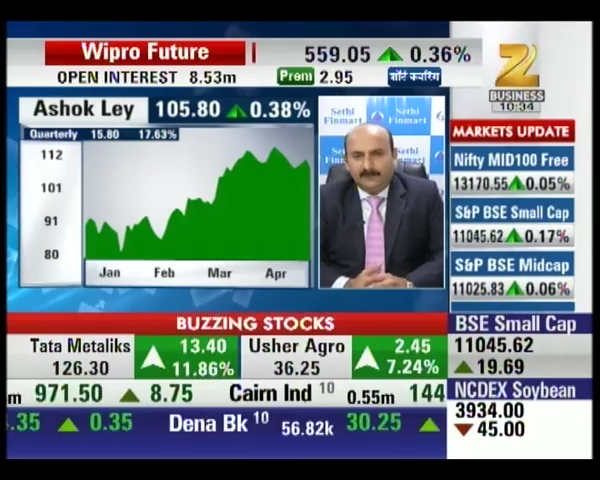 Wipro Future
559.05 0.36%
OPEN INTEREST 8.53m Prem 2.95 शॉर्ट कवरिंग
Z
BUSINESS
10:34
Ashok Ley 105.80 0.38%
Quarterly 15.80 17.63%
112
101
91
80
Jan Feb Mar Apr
Sethi
Finmart
Sethi
Finmart
MARKETS UPDATE
Nifty MID100 Free
13170.55 0.05%
S&P BSE Small Cap
11045.62 0.17%
S&P BSE Midcap
11025.83 0.06%
BUZZING STOCKS
Tata Metaliks 13.40
126.30 11.86%
Usher Agro 2.45
36.25 7.24%
BSE Small Cap
11045.62
19.69
m 971.50 8.75 Cairn Ind 10 0.55m 144
NCDEX Soybean
3934.00
45.00
.35 0.35 Dena Bk 10 56.82k 30.25